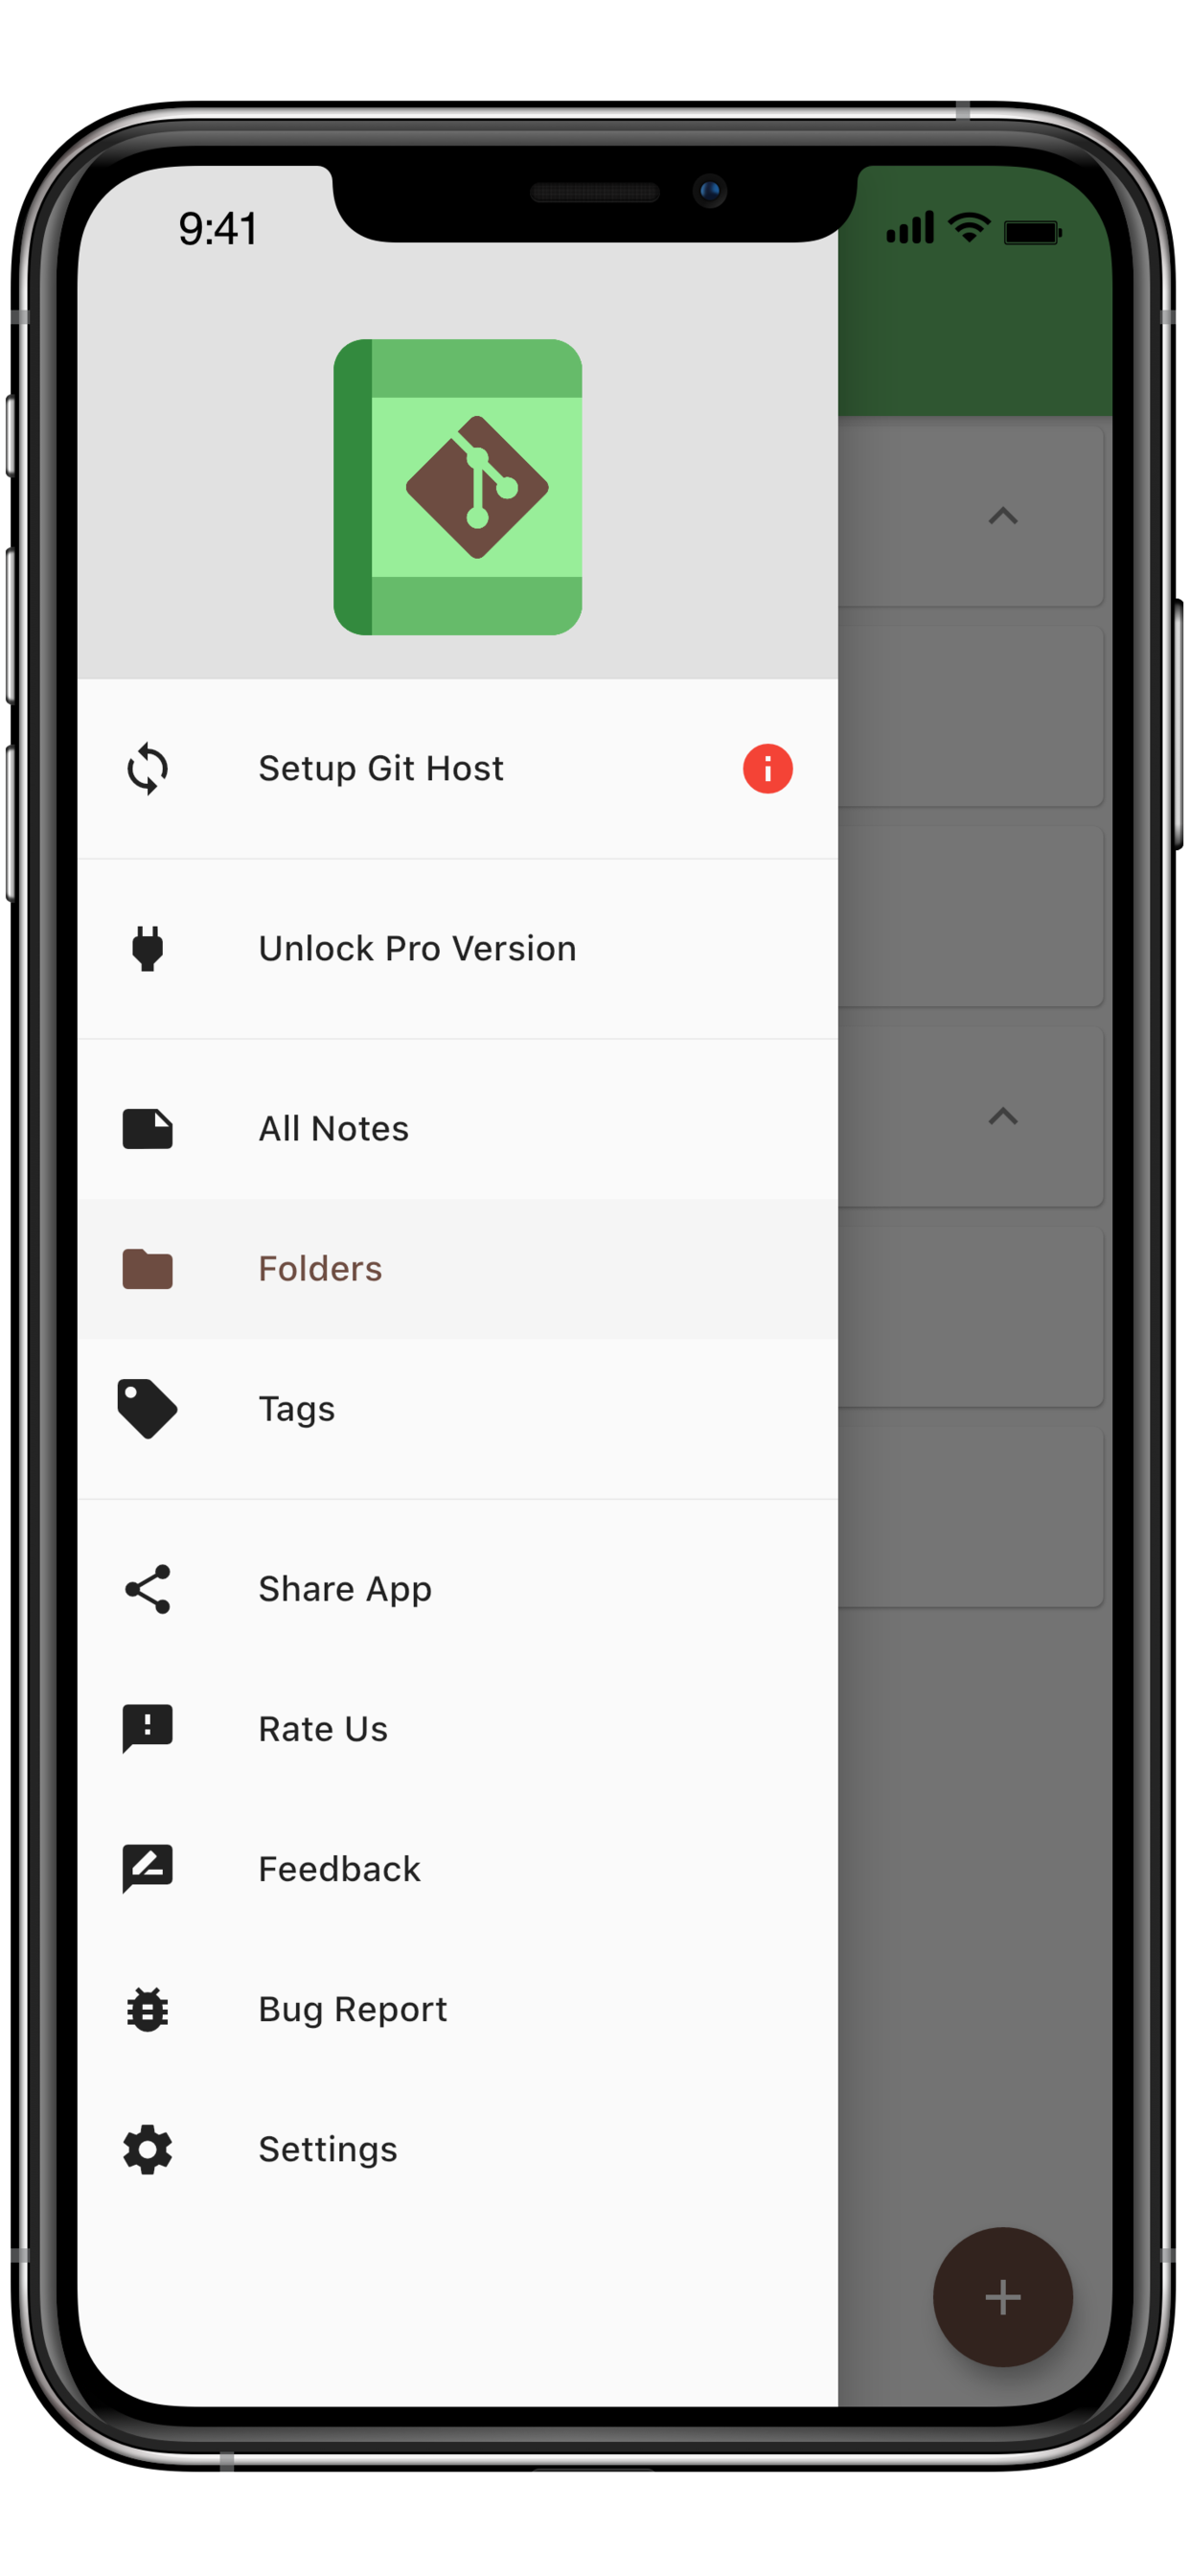 9:41
Setup Git Host
Unlock Pro Version
All Notes
Folders
Tags
Share App
Rate Us
Feedback
Bug Report
Settings